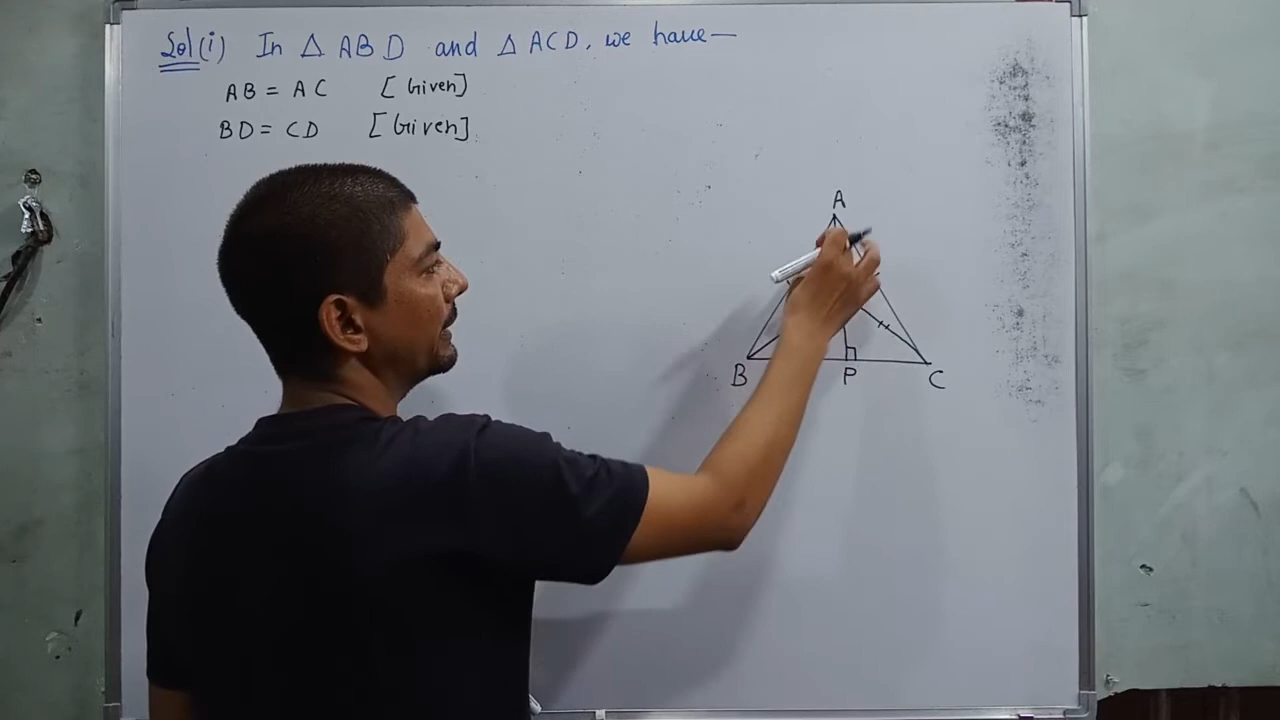 Sol(i) In △ ABD and △ ACD, we have—
AB = AC [Given]
BD = CD [Given]
A
B
P
C